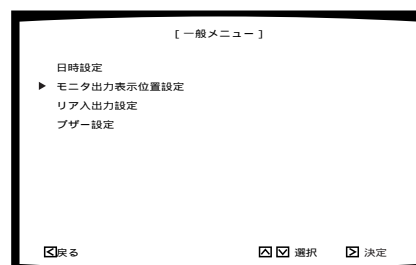 [一般メニュー]
日時設定
▶ モニタ出力表示位置設定
リア入出力設定
ブザー設定
戻る 選択 決定